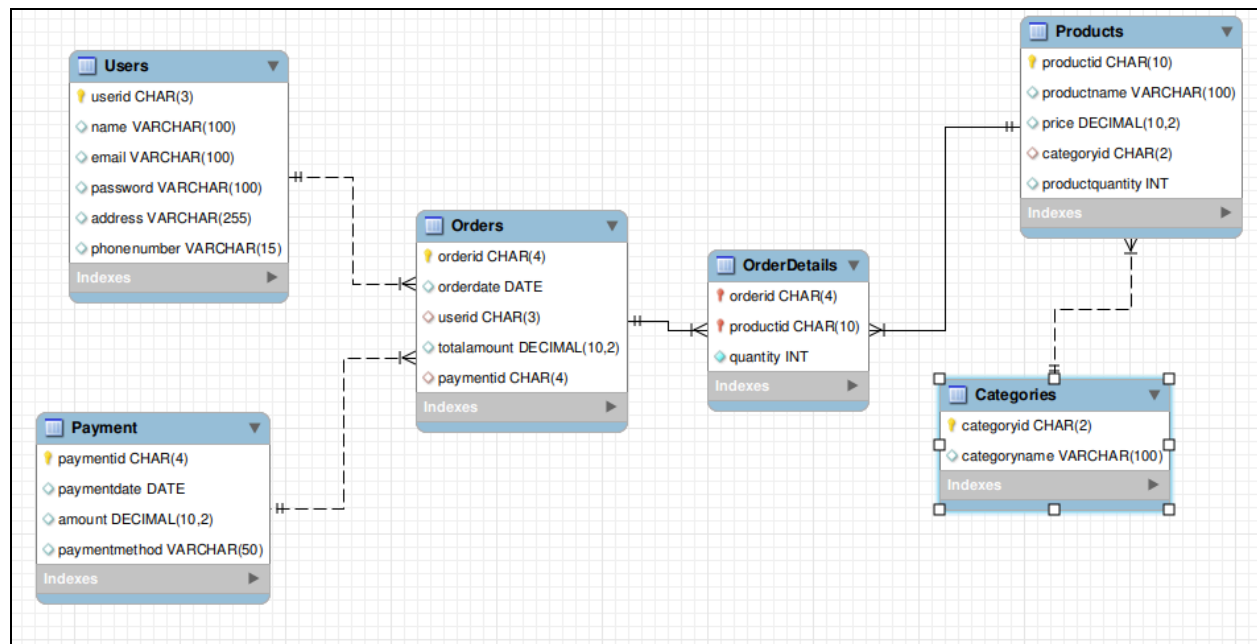 Users
userid CHAR(3)
name VARCHAR(100)
email VARCHAR(100)
password VARCHAR(100)
address VARCHAR(255)
phonenumber VARCHAR(15)
Indexes
Payment
paymentid CHAR(4)
paymentdate DATE
amount DECIMAL(10,2)
paymentmethod VARCHAR(50)
Indexes
Orders
orderid CHAR(4)
orderdate DATE
userid CHAR(3)
totalamount DECIMAL(10,2)
paymentid CHAR(4)
Indexes
OrderDetails
orderid CHAR(4)
productid CHAR(10)
quantity INT
Indexes
Products
productid CHAR(10)
productname VARCHAR(100)
price DECIMAL(10,2)
categoryid CHAR(2)
productquantity INT
Indexes
Categories
categoryid CHAR(2)
categoryname VARCHAR(100)
Indexes